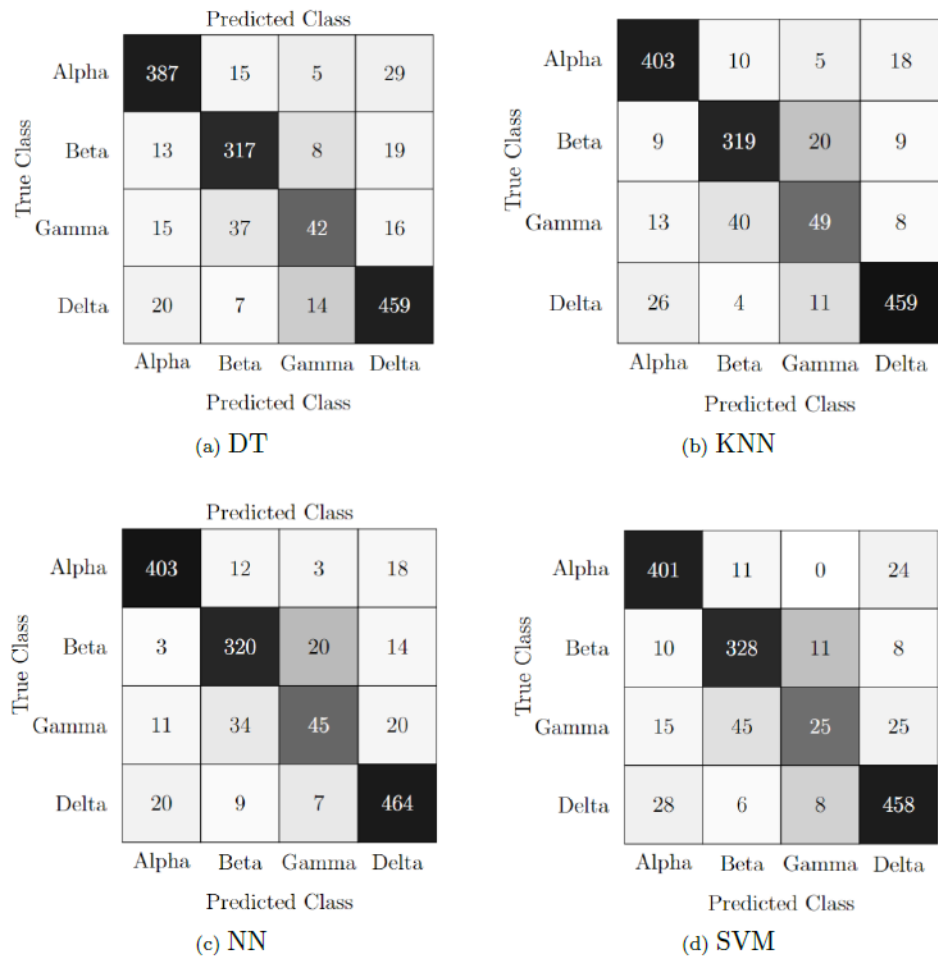 Predicted Class
True Class
Alpha 387 15 5 29
Beta 13 317 8 19
Gamma 15 37 42 16
Delta 20 7 14 459
Alpha Beta Gamma Delta
Predicted Class
(a) DT
True Class
Alpha 403 10 5 18
Beta 9 319 20 9
Gamma 13 40 49 8
Delta 26 4 11 459
Alpha Beta Gamma Delta
Predicted Class
(b) KNN
Predicted Class
True Class
Alpha 403 12 3 18
Beta 3 320 20 14
Gamma 11 34 45 20
Delta 20 9 7 464
Alpha Beta Gamma Delta
Predicted Class
(c) NN
True Class
Alpha 401 11 0 24
Beta 10 328 11 8
Gamma 15 45 25 25
Delta 28 6 8 458
Alpha Beta Gamma Delta
Predicted Class
(d) SVM